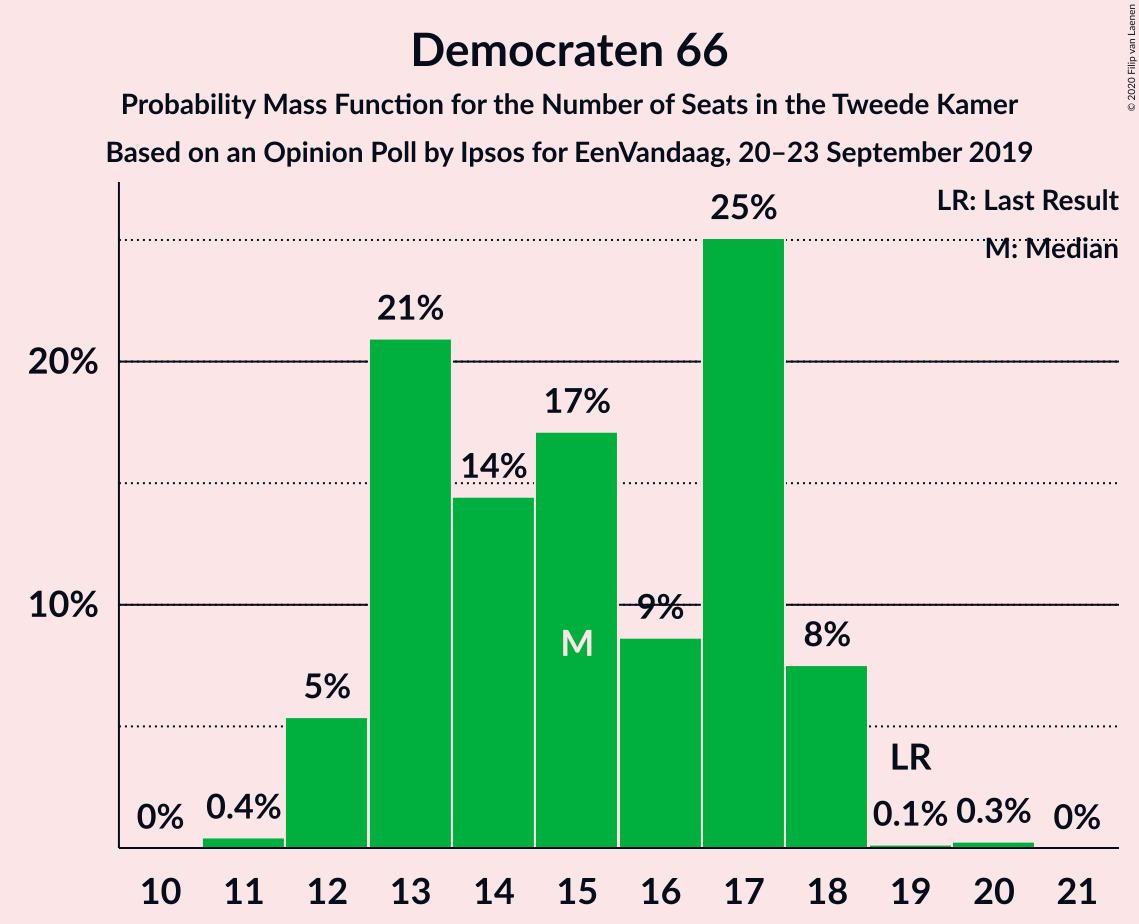 Democraten 66
Probability Mass Function for the Number of Seats in the Tweede Kamer
Based on an Opinion Poll by Ipsos for EenVandaag, 20–23 September 2019
© 2020 Filip van Laenen
LR: Last Result
M: Median
20%
10%
0%
0.4%
5%
21%
14%
17%
9%
25%
8%
0.1%
0.3%
0%
M
LR
10 11 12 13 14 15 16 17 18 19 20 21